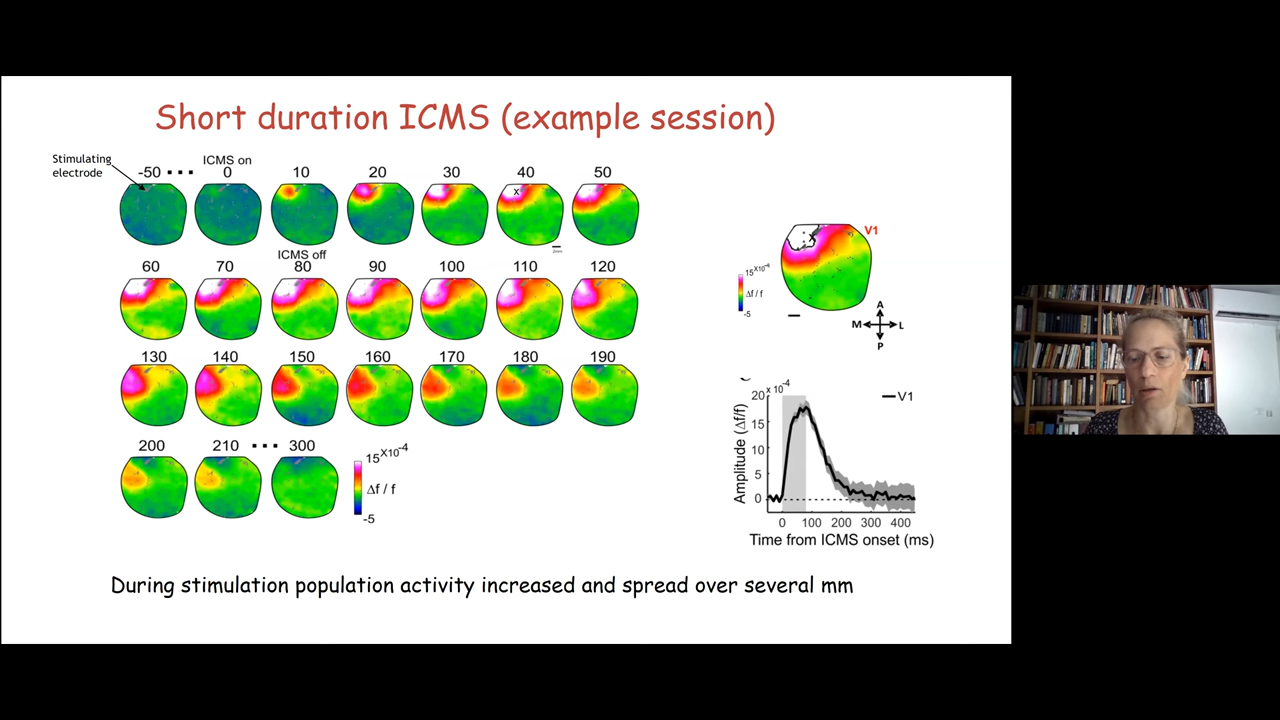 Short duration ICMS (example session)
Stimulating
electrode
ICMS on
-50 ▪▪▪ 0 10 20 30 40 50
x
ICMS off
60 70 80 90 100 110 120
130 140 150 160 170 180 190
200 210 ▪▪▪ 300
15X10-4
Δf / f
-5
x
V1
15X10-4
Δf / f
-5
A
M L
P
x 10-4
20
15
10
5
0
V1
Amplitude (Δf/f)
0 100 200 300 400
Time from ICMS onset (ms)
During stimulation population activity increased and spread over several mm